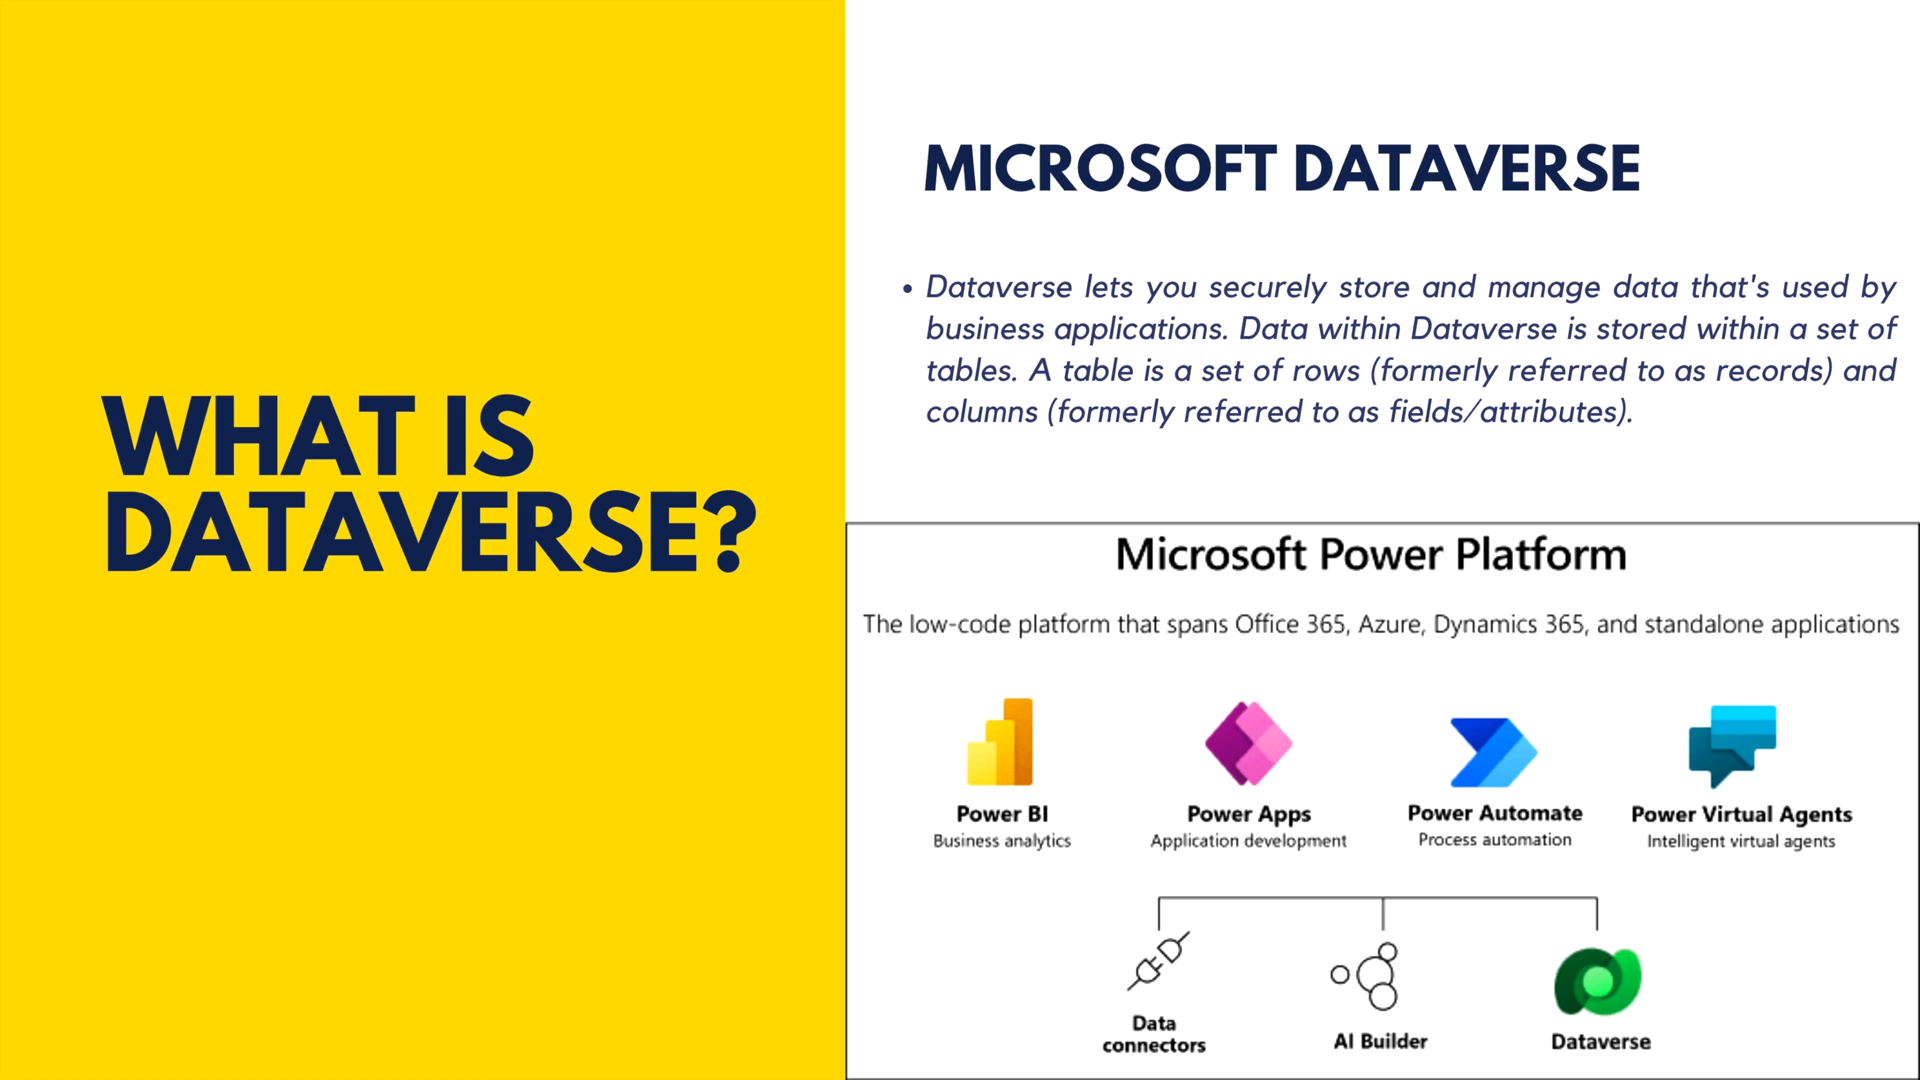 WHAT IS
DATAVERSE?
MICROSOFT DATAVERSE
• Dataverse lets you securely store and manage data that's used by
business applications. Data within Dataverse is stored within a set of
tables. A table is a set of rows (formerly referred to as records) and
columns (formerly referred to as fields/attributes).
Microsoft Power Platform
The low-code platform that spans Office 365, Azure, Dynamics 365, and standalone applications
Power BI
Business analytics
Power Apps
Application development
Power Automate
Process automation
Power Virtual Agents
Intelligent virtual agents
Data
connectors
AI Builder
Dataverse